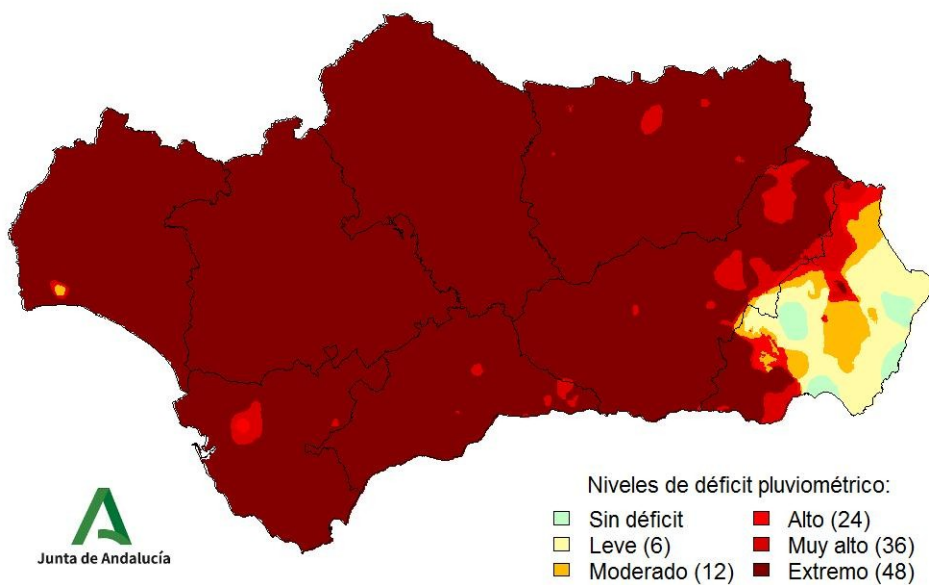 Niveles de déficit pluviométrico:
Sin déficit
Leve (6)
Moderado (12)
Alto (24)
Muy alto (36)
Extremo (48)
Junta de Andalucía